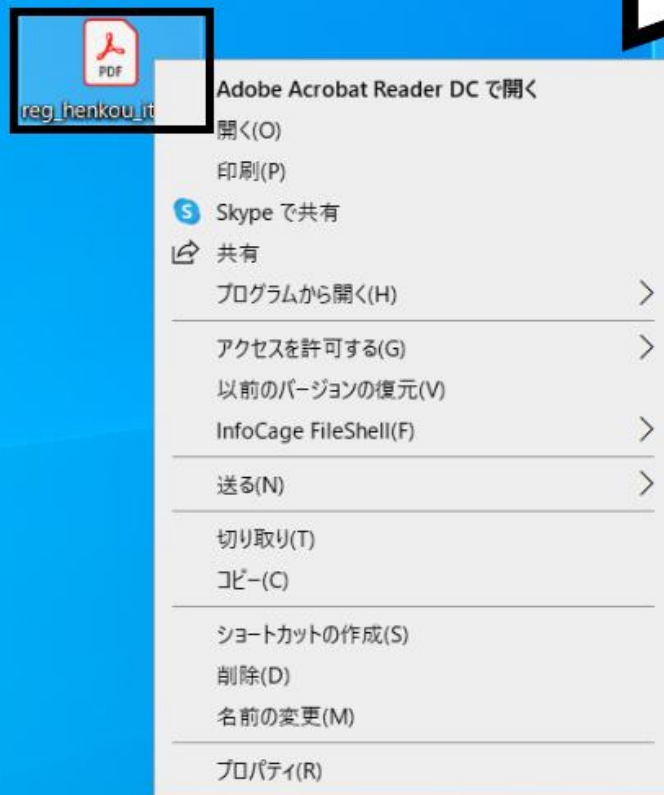 PDF
reg_henkou_it
Adobe Acrobat Reader DC で開く
開く(O)
印刷(P)
S
Skype で共有
共有
プログラムから開く(H)
アクセスを許可する(G)
以前のバージョンの復元(V)
InfoCage FileShell(F)
送る(N)
切り取り(T)
コピー(C)
ショートカットの作成(S)
削除(D)
名前の変更(M)
プロパティ(R)